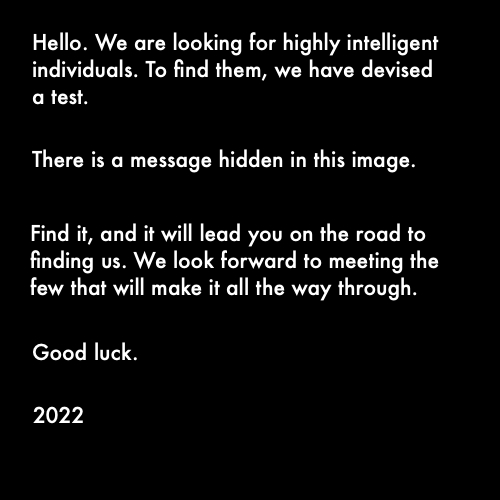 Hello. We are looking for highly intelligent
individuals. To find them, we have devised
a test.
There is a message hidden in this image.
Find it, and it will lead you on the road to
finding us. We look forward to meeting the
few that will make it all the way through.
Good luck.
2022